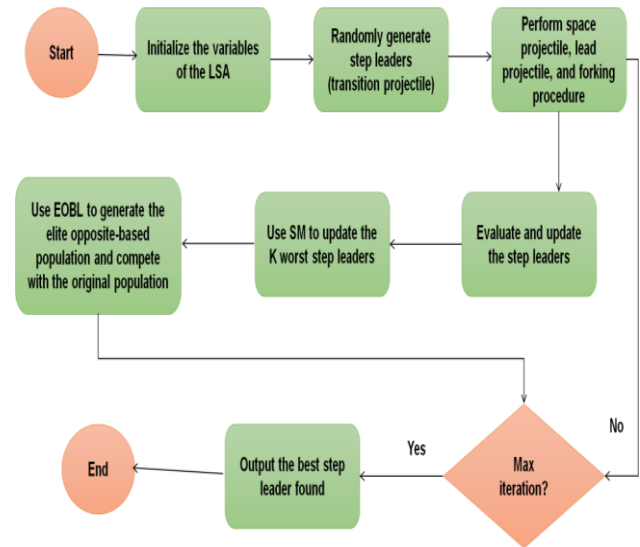 Start
Initialize the variables
of the LSA
Randomly generate
step leaders
(transition projectile)
Perform space
projectile, lead
projectile, and forking
procedure
Use EOBL to generate the
elite opposite-based
population and compete
with the original population
Use SM to update the
K worst step leaders
Evaluate and update
the step leaders
No
Yes
End
Output the best step
leader found
Max
iteration?